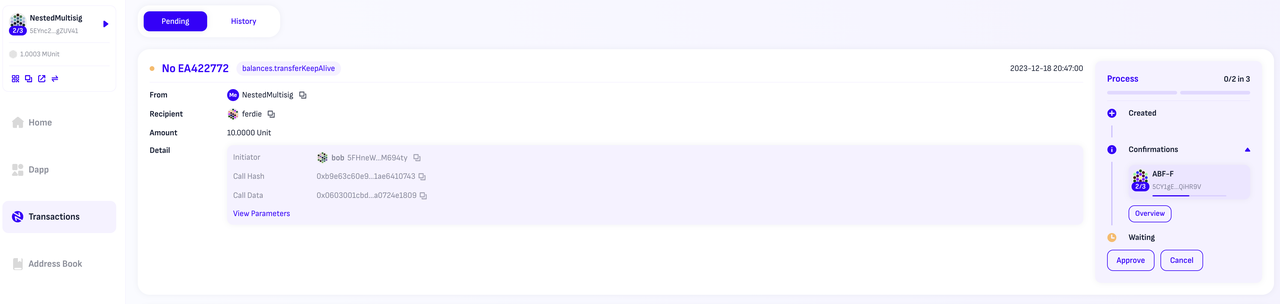 NestedMultisig
2/3
5EYnc2...gZUV41
1.0003 MUnit
Home
Dapp
Transactions
Address Book
Pending
History
No EA422772
balances.transferKeepAlive
2023-12-18 20:47:00
From
Me NestedMultisig
Recipient
ferdie
Amount
10.0000 Unit
Detail
Initiator
bob 5FHneW...M694ty
Call Hash
0xb9e63c60e9...1ae6410743
Call Data
0x0603001cbd...a0724e1809
View Parameters
Process
0/2 in 3
Created
Confirmations
ABF-F
2/3
5CY1gE...QiHR9V
Overview
Waiting
Approve
Cancel